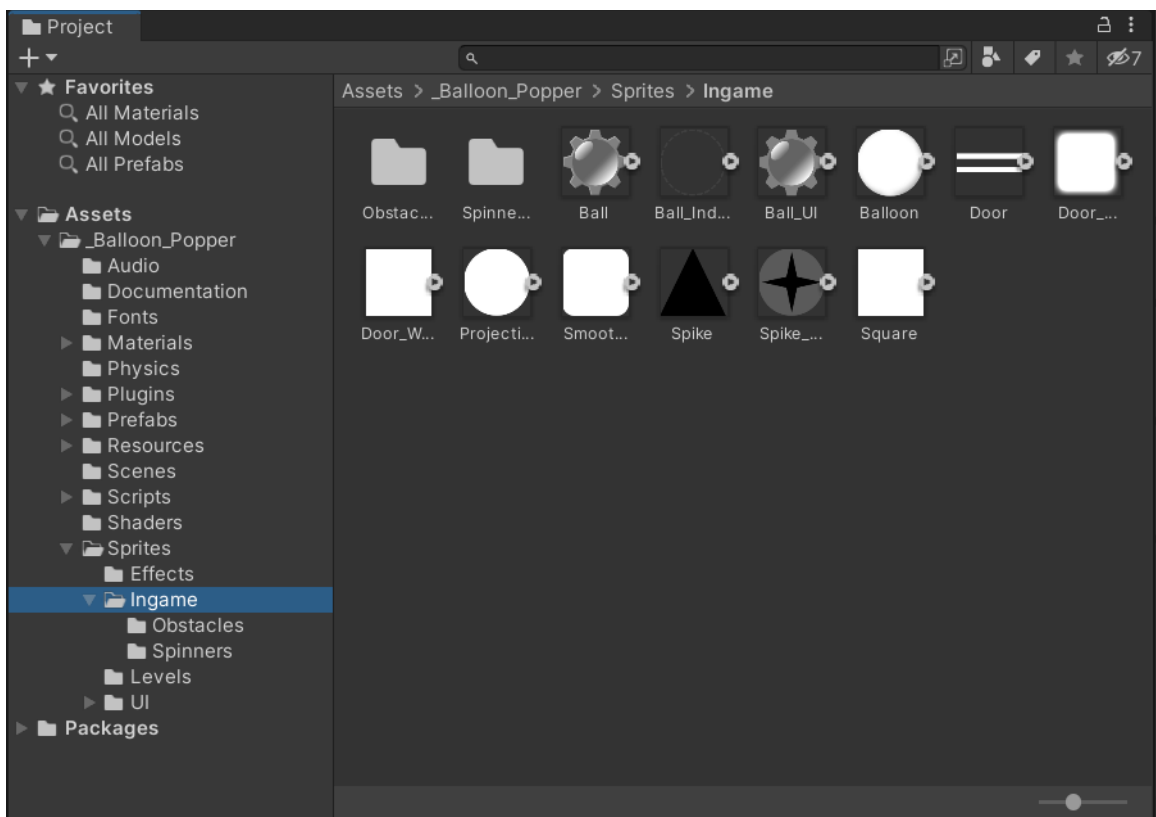 Project
7
Favorites
All Materials
All Models
All Prefabs
Assets
_Balloon_Popper
Audio
Documentation
Fonts
Materials
Physics
Plugins
Prefabs
Resources
Scenes
Scripts
Shaders
Sprites
Effects
Ingame
Obstacles
Spinners
Levels
UI
Packages
Assets > _Balloon_Popper > Sprites > Ingame
Obstac... Spinne... Ball Ball_Ind... Ball_UI Balloon Door Door_...
Door_W... Projecti... Smoot... Spike Spike_... Square